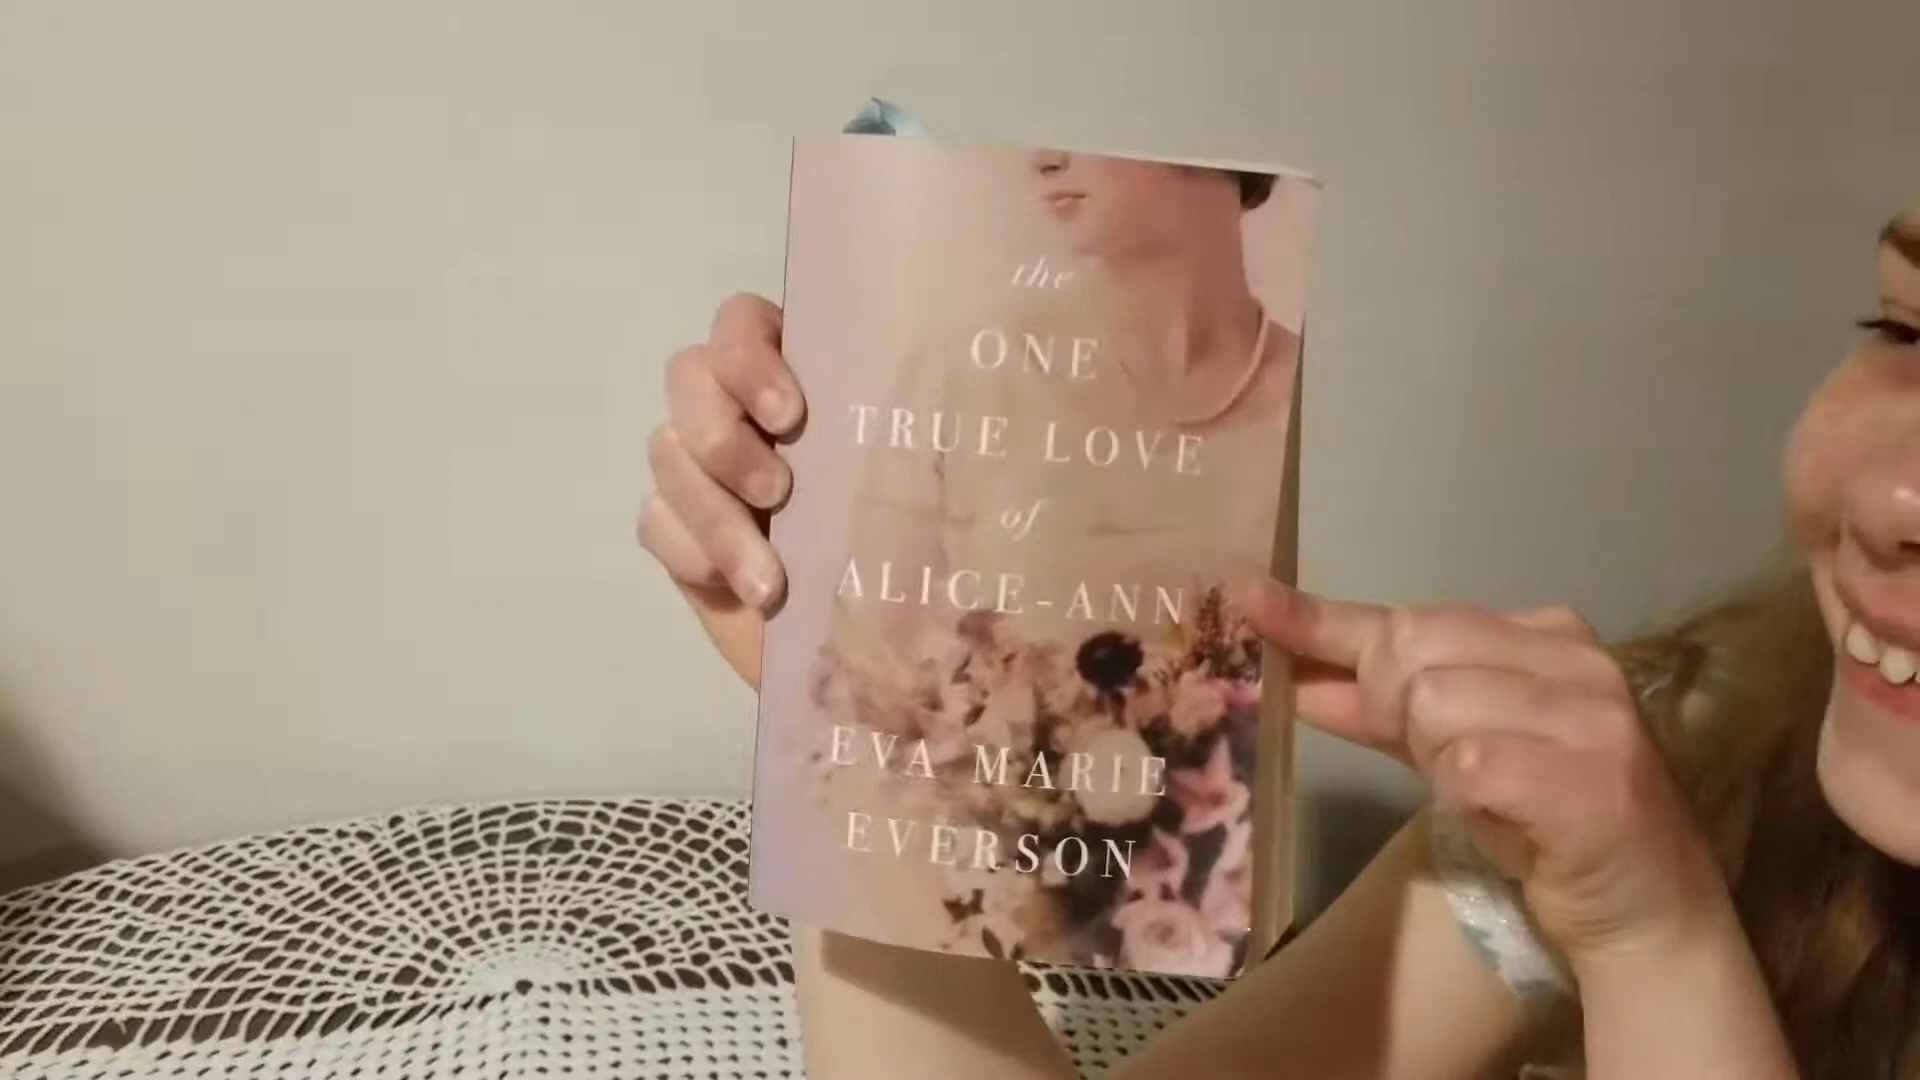 the
ONE
TRUE LOVE
of
ALICE-ANN
EVA MARIE
EVERSON